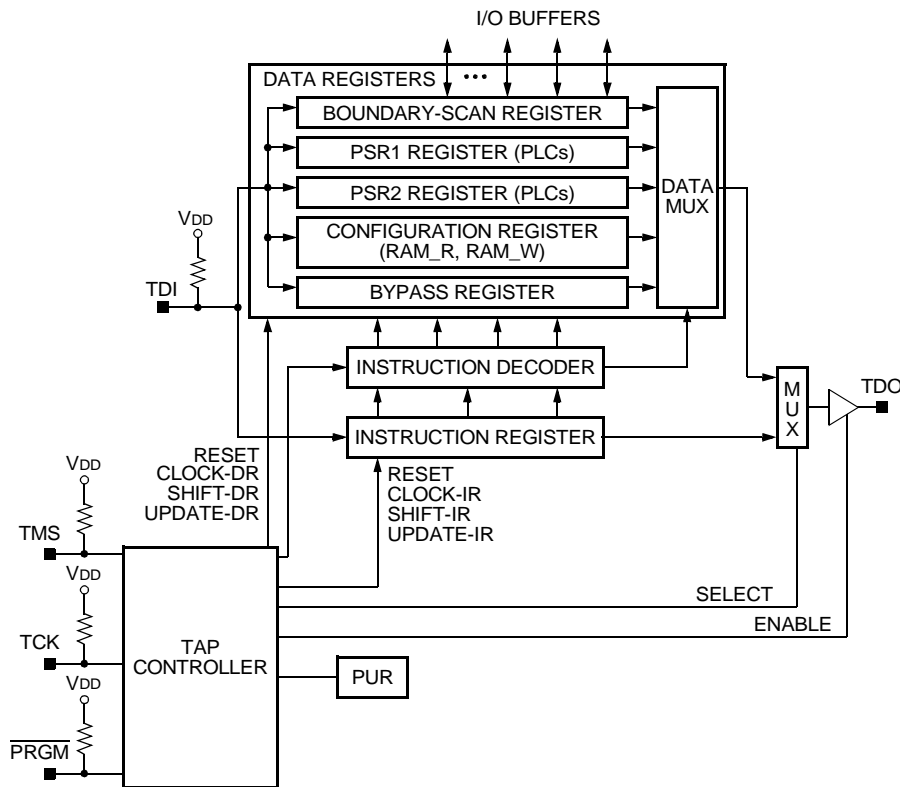 I/O BUFFERS
DATA REGISTERS
BOUNDARY-SCAN REGISTER
PSR1 REGISTER (PLCs)
PSR2 REGISTER (PLCs)
CONFIGURATION REGISTER
(RAM_R, RAM_W)
BYPASS REGISTER
DATA
MUX
VDD
TDI
INSTRUCTION DECODER
INSTRUCTION REGISTER
M
U
X
TDO
RESET
CLOCK-DR
SHIFT-DR
UPDATE-DR
RESET
CLOCK-IR
SHIFT-IR
UPDATE-IR
VDD
TMS
SELECT
ENABLE
VDD
TCK
TAP
CONTROLLER
PUR
VDD
PRGM